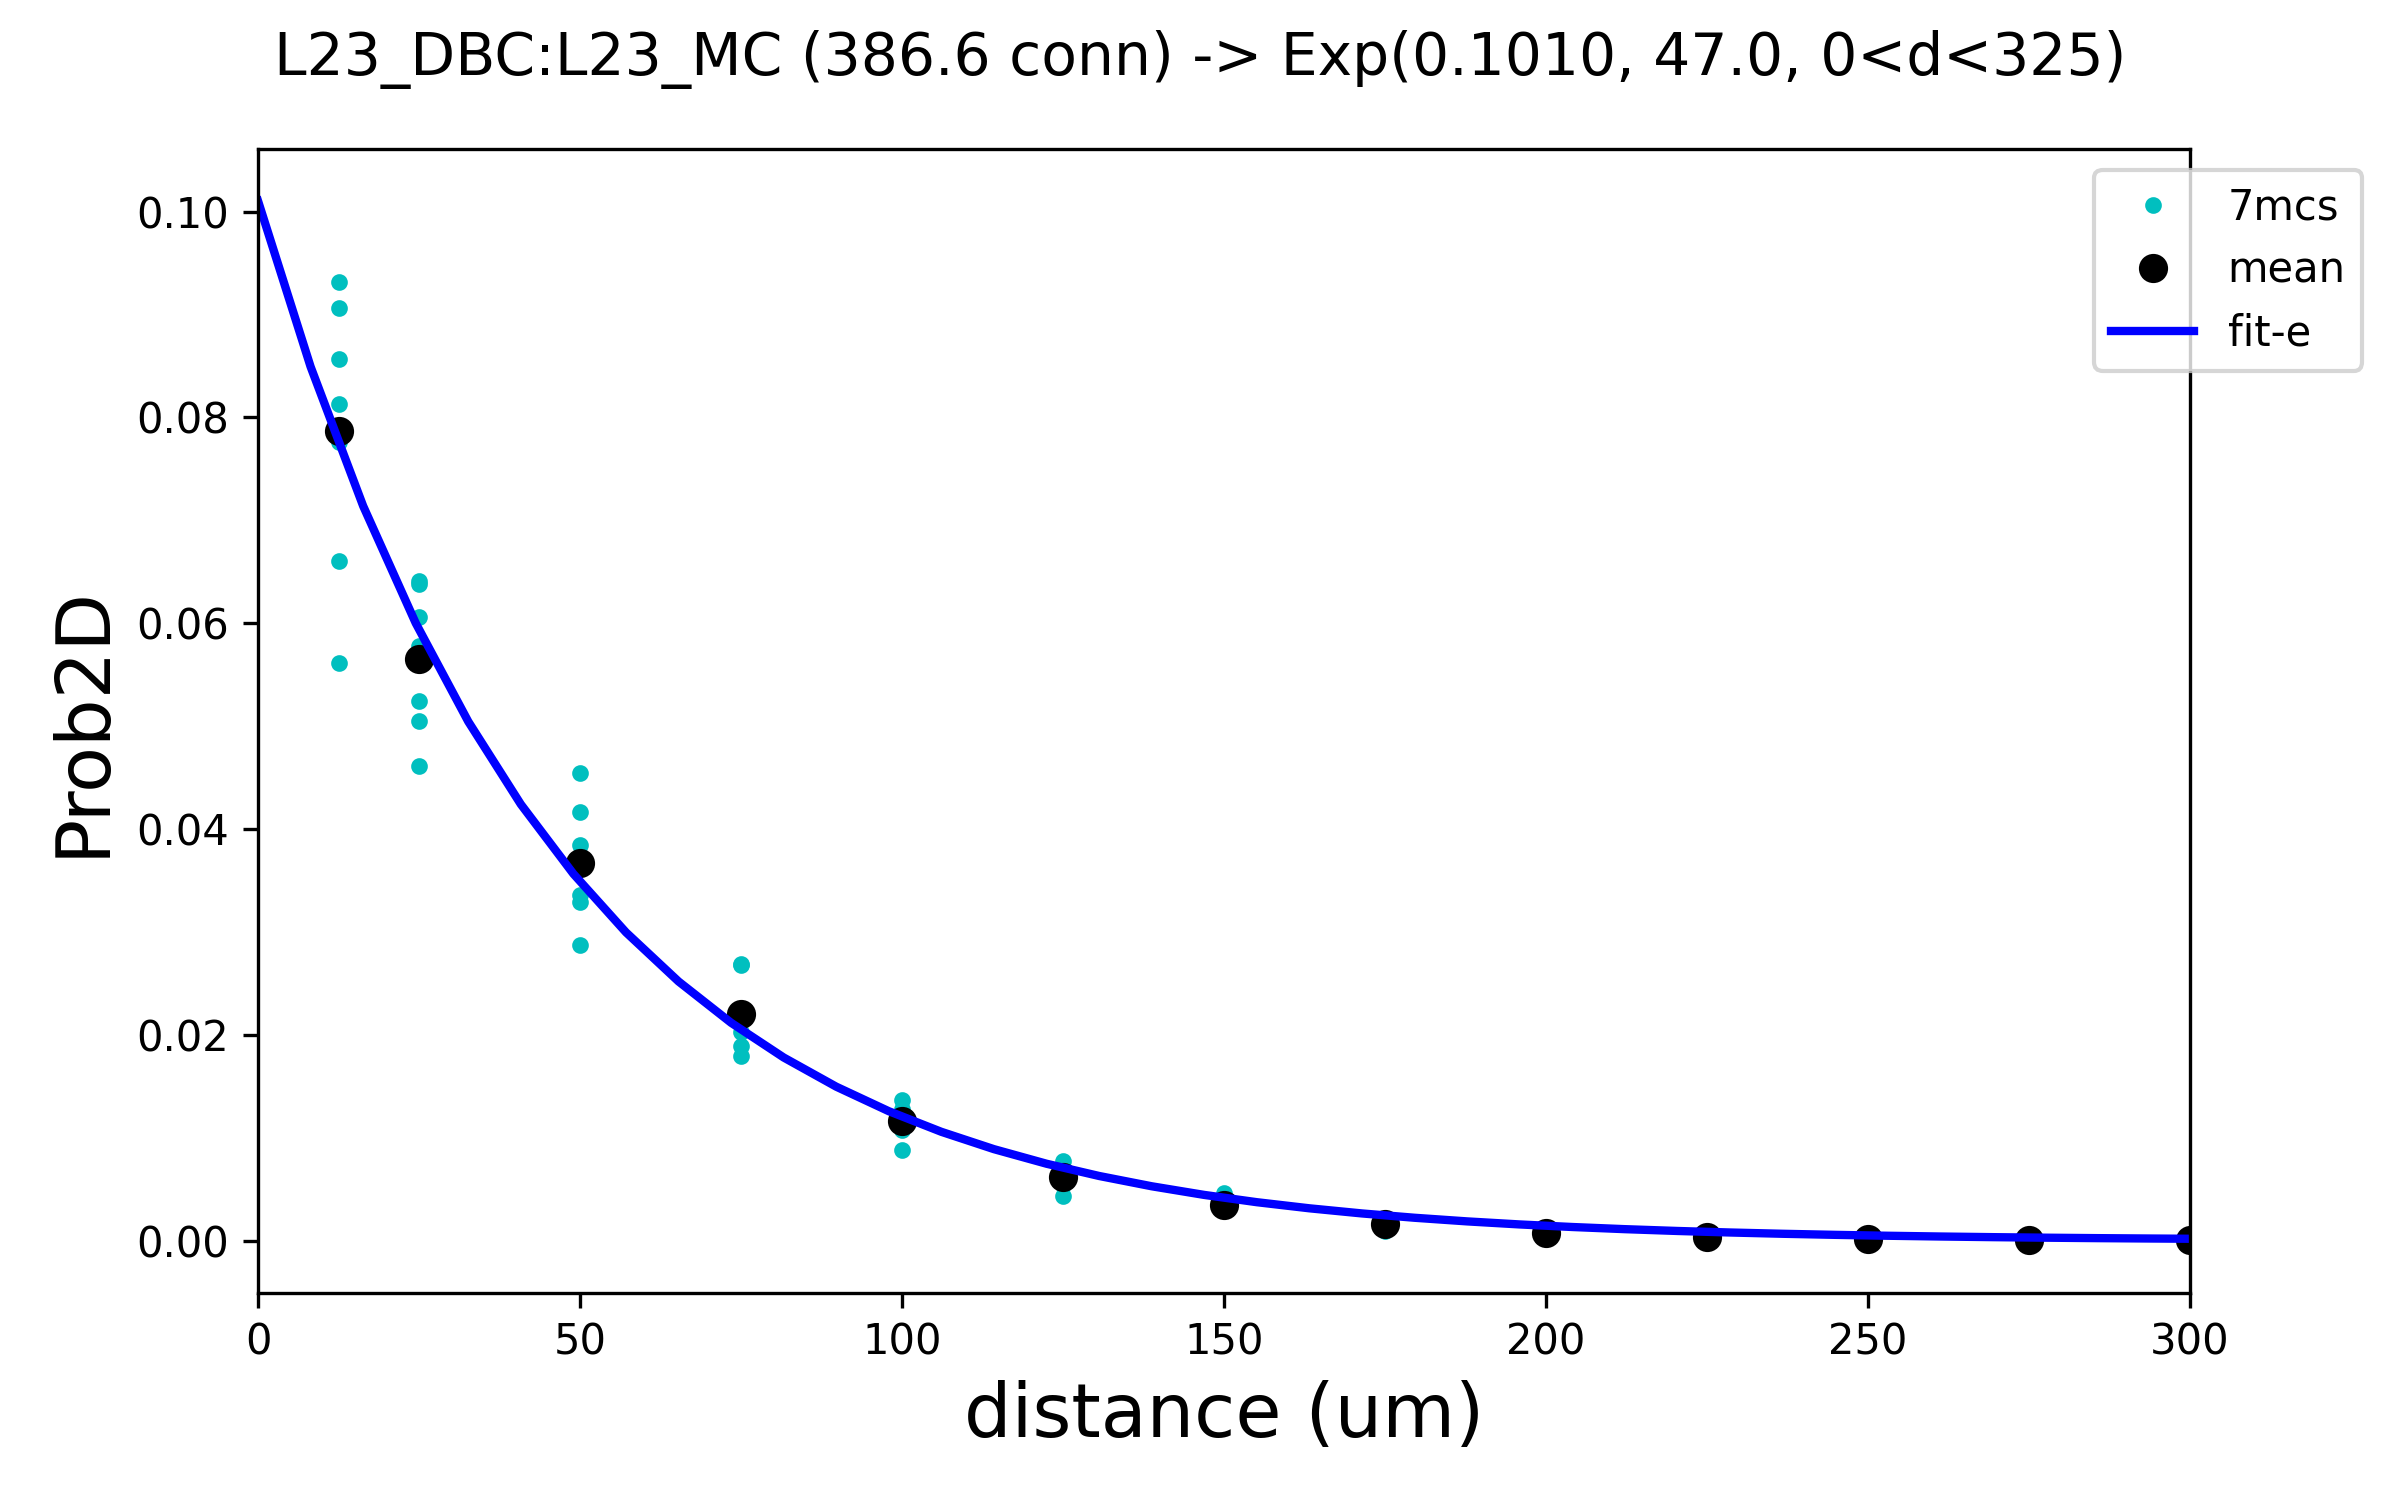 L23_DBC:L23_MC (386.6 conn) -> Exp(0.1010, 47.0, 0<d<325)
7mcs
mean
fit-e
Prob2D
0.10
0.08
0.06
0.04
0.02
0.00
0 50 100 150 200 250 300
distance (um)